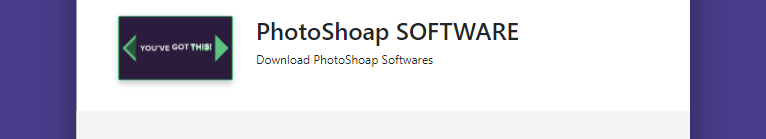 YOU'VE GOT THIS!
PhotoShoap SOFTWARE
Download PhotoShoap Softwares